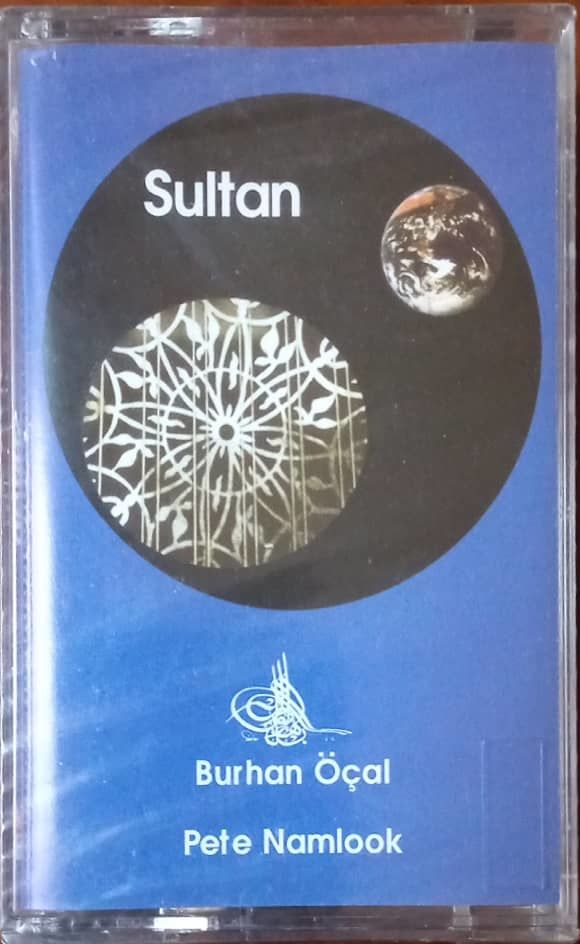 Sultan
Burhan Öçal
Pete Namlook